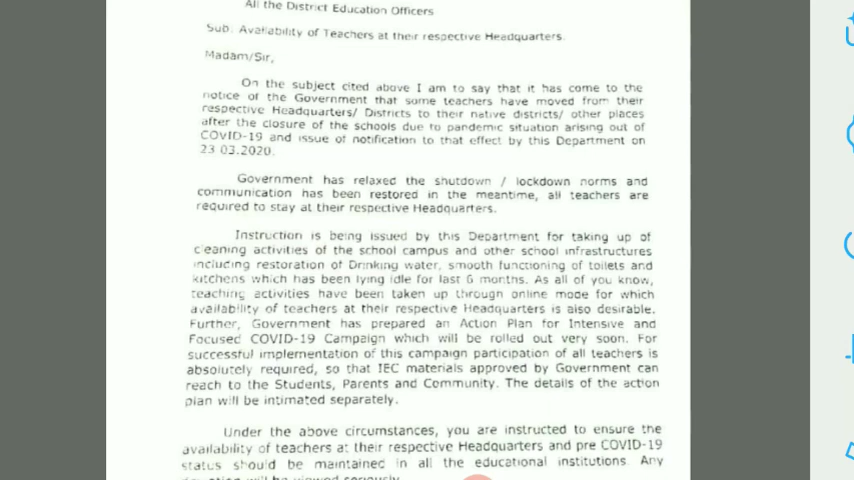 All the District Education Officers
Sub: Availability of Teachers at their respective Headquarters.
Madam/Sir,
On the subject cited above I am to say that it has come to the
notice of the Government that some teachers have moved from their
respective Headquarters/ Districts to their native districts/ other places
after the closure of the schools due to pandemic situation arising out of
COVID-19 and issue of notification to that effect by this Department on
23.03.2020.
Government has relaxed the shutdown / lockdown norms and
communication has been restored in the meantime, all teachers are
required to stay at their respective Headquarters.
Instruction is being issued by this Department for taking up of
cleaning activities of the school campus and other school infrastructures
including restoration of Drinking water, smooth functioning of toilets and
kitchens which has been lying idle for last 6 months. As all of you know,
teaching activities have been taken up through online mode for which
availability of teachers at their respective Headquarters is also desirable.
Further, Government has prepared an Action Plan for Intensive and
Focused COVID-19 Campaign which will be rolled out very soon. For
successful implementation of this campaign participation of all teachers is
absolutely required, so that IEC materials approved by Government can
reach to the Students, Parents and Community. The details of the action
plan will be intimated separately.
Under the above circumstances, you are instructed to ensure the
availability of teachers at their respective Headquarters and pre COVID-19
status should be maintained in all the educational institutions. Any
will be viewed seriously.